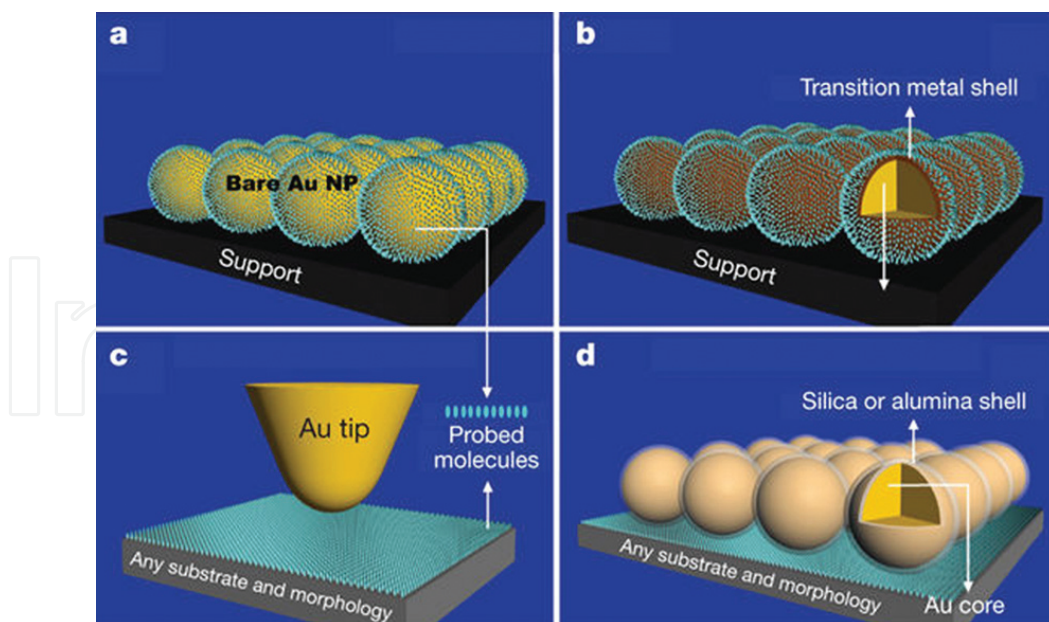 a
Bare Au NP
Support
b
Transition metal shell
Support
c
Au tip
Probed
molecules
Any substrate and morphology
d
Silica or alumina shell
Any substrate and morphology
Au core
In